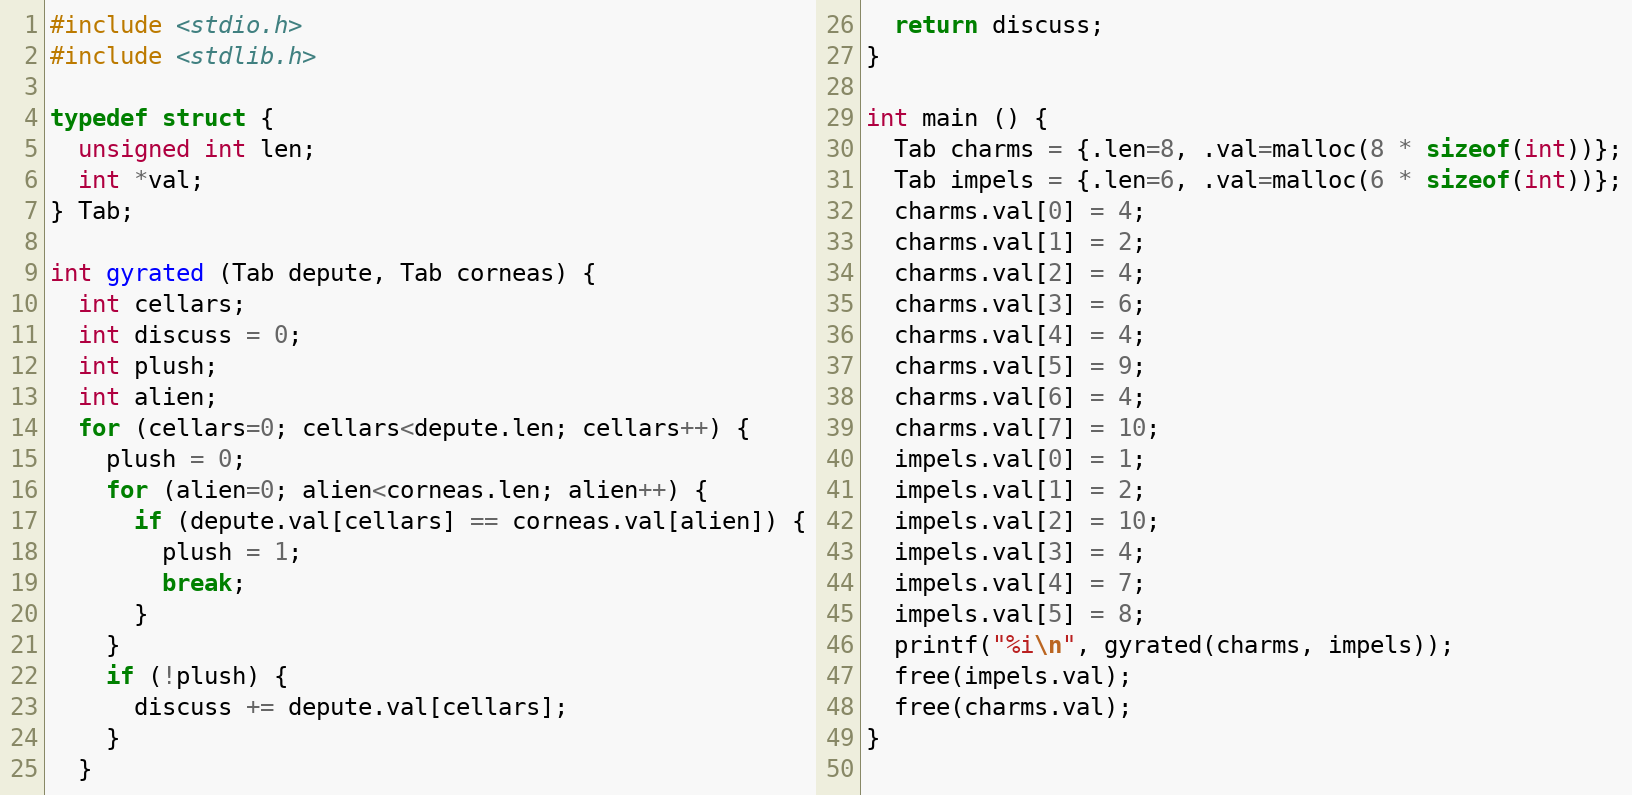 1 #include <stdio.h>
2 #include <stdlib.h>
3
4 typedef struct {
5   unsigned int len;
6   int *val;
7 } Tab;
8
9 int gyrated (Tab depute, Tab corneas) {
10   int cellars;
11   int discuss = 0;
12   int plush;
13   int alien;
14   for (cellars=0; cellars<depute.len; cellars++) {
15     plush = 0;
16     for (alien=0; alien<corneas.len; alien++) {
17       if (depute.val[cellars] == corneas.val[alien]) {
18         plush = 1;
19         break;
20       }
21     }
22     if (!plush) {
23       discuss += depute.val[cellars];
24     }
25   }
26   return discuss;
27 }
28
29 int main () {
30   Tab charms = {.len=8, .val=malloc(8 * sizeof(int))};
31   Tab impels = {.len=6, .val=malloc(6 * sizeof(int))};
32   charms.val[0] = 4;
33   charms.val[1] = 2;
34   charms.val[2] = 4;
35   charms.val[3] = 6;
36   charms.val[4] = 4;
37   charms.val[5] = 9;
38   charms.val[6] = 4;
39   charms.val[7] = 10;
40   impels.val[0] = 1;
41   impels.val[1] = 2;
42   impels.val[2] = 10;
43   impels.val[3] = 4;
44   impels.val[4] = 7;
45   impels.val[5] = 8;
46   printf("%i\n", gyrated(charms, impels));
47   free(impels.val);
48   free(charms.val);
49 }
50